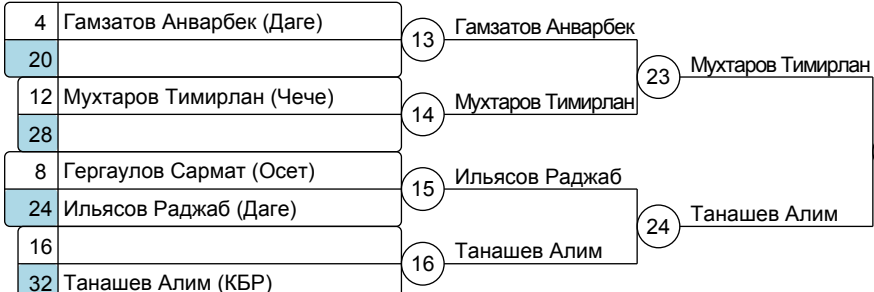 4 Гамзатов Анварбек (Даге)
20
13 Гамзатов Анварбек
12 Мухтаров Тимирлан (Чече)
28
14 Мухтаров Тимирлан
23 Мухтаров Тимирлан
8 Гергаулов Сармат (Осет)
24 Ильясов Раджаб (Даге)
15 Ильясов Раджаб
16
32 Танашев Алим (КБР)
16 Танашев Алим
24 Танашев Алим